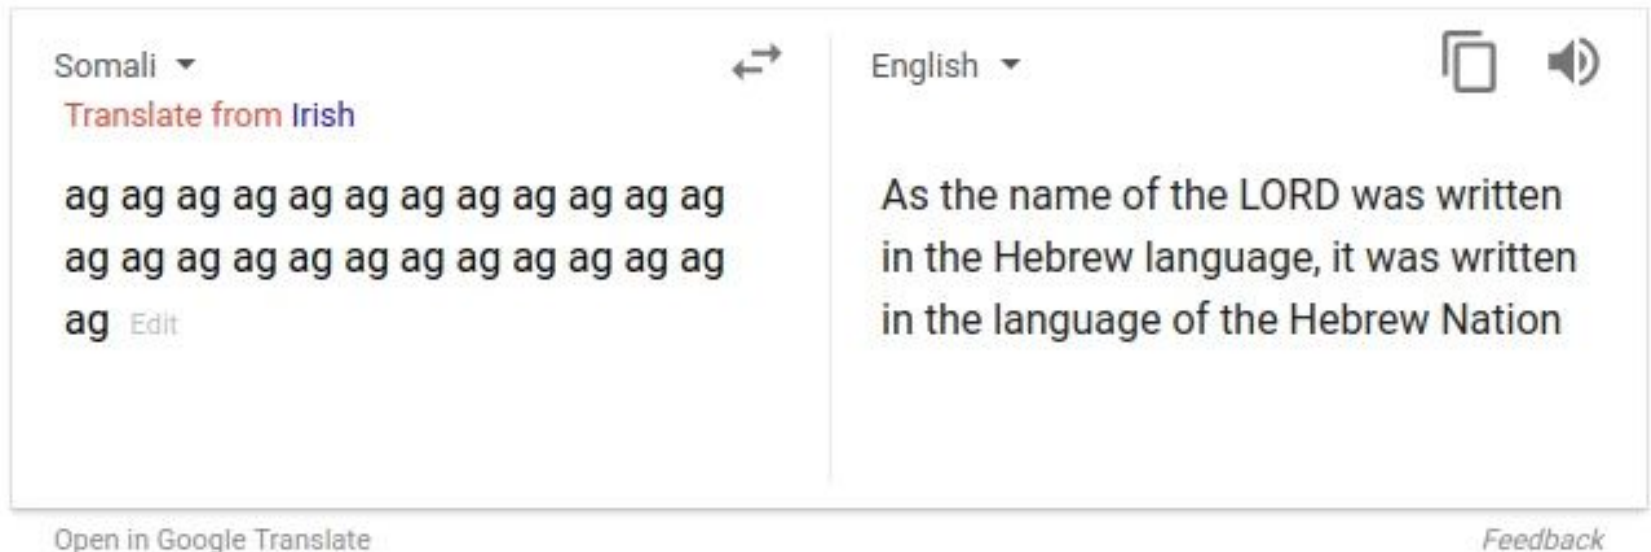 Somali
Translate from Irish
ag ag ag ag ag ag ag ag ag ag ag ag
ag ag ag ag ag ag ag ag ag ag ag ag
ag Edit
English
As the name of the LORD was written
in the Hebrew language, it was written
in the language of the Hebrew Nation
Open in Google Translate
Feedback